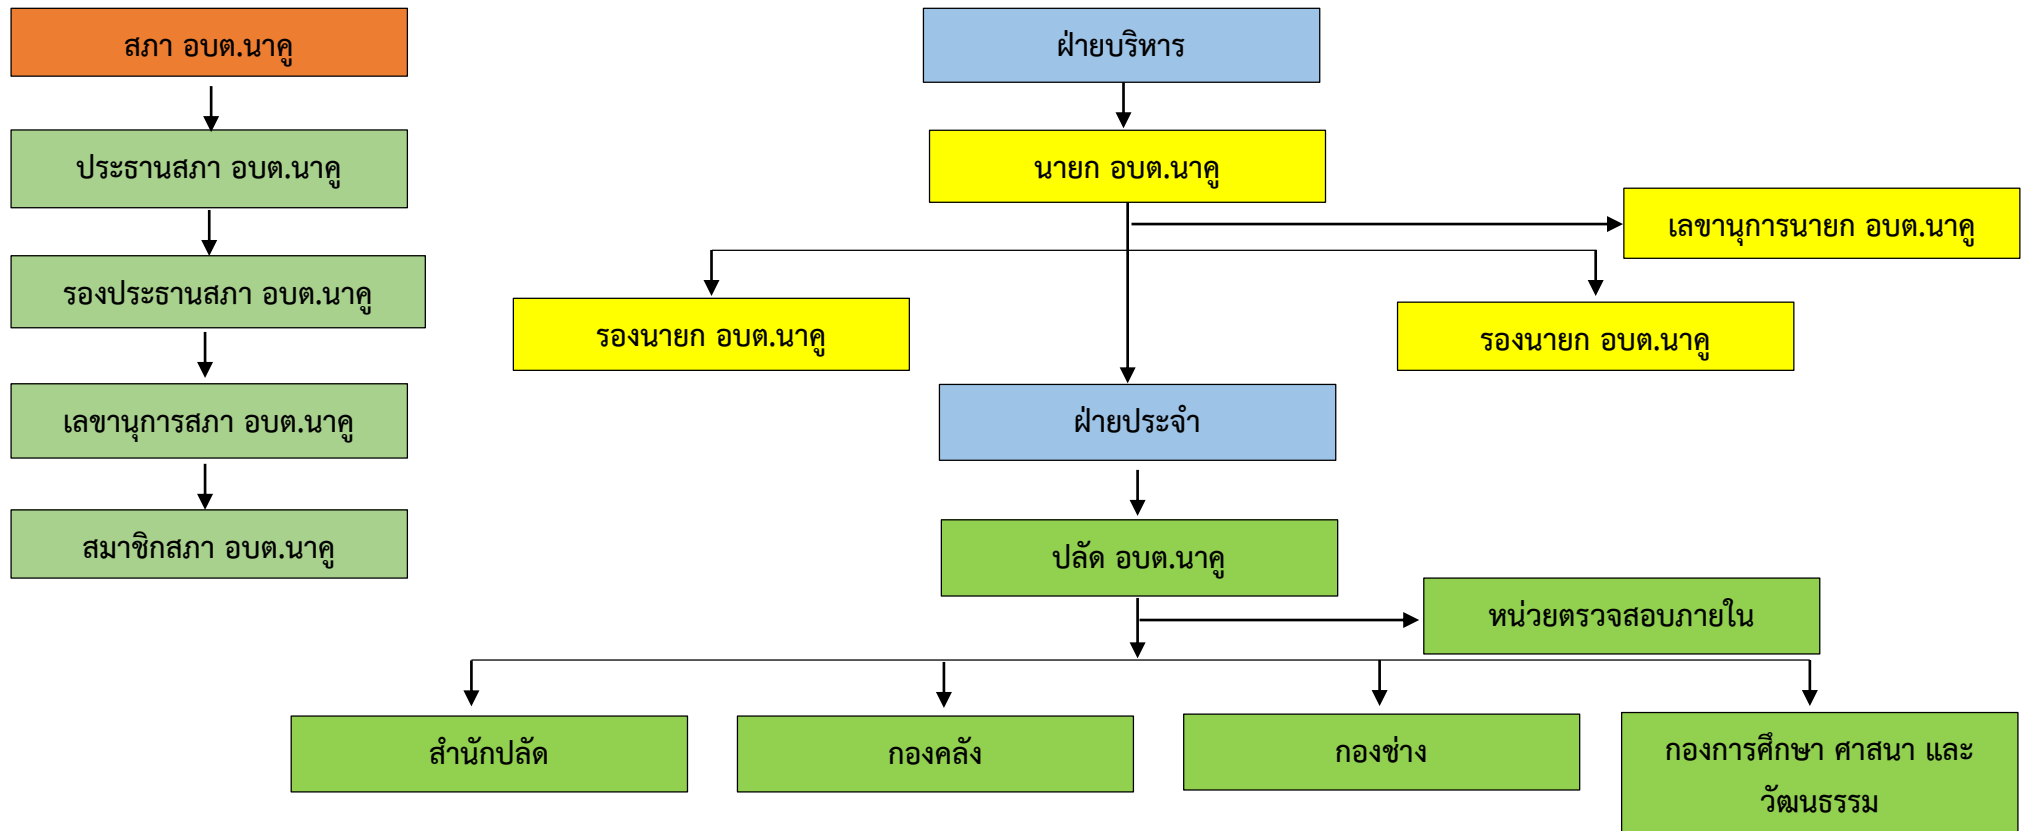 สภา อบต.นาคู
ประธานสภา อบต.นาคู
รองประธานสภา อบต.นาคู
เลขานุการสภา อบต.นาคู
สมาชิกสภา อบต.นาคู
ฝ่ายบริหาร
นายก อบต.นาคู
เลขานุการนายก อบต.นาคู
รองนายก อบต.นาคู
รองนายก อบต.นาคู
ฝ่ายประจำ
ปลัด อบต.นาคู
หน่วยตรวจสอบภายใน
สำนักปลัด
กองคลัง
กองช่าง
กองการศึกษา ศาสนา และ
วัฒนธรรม